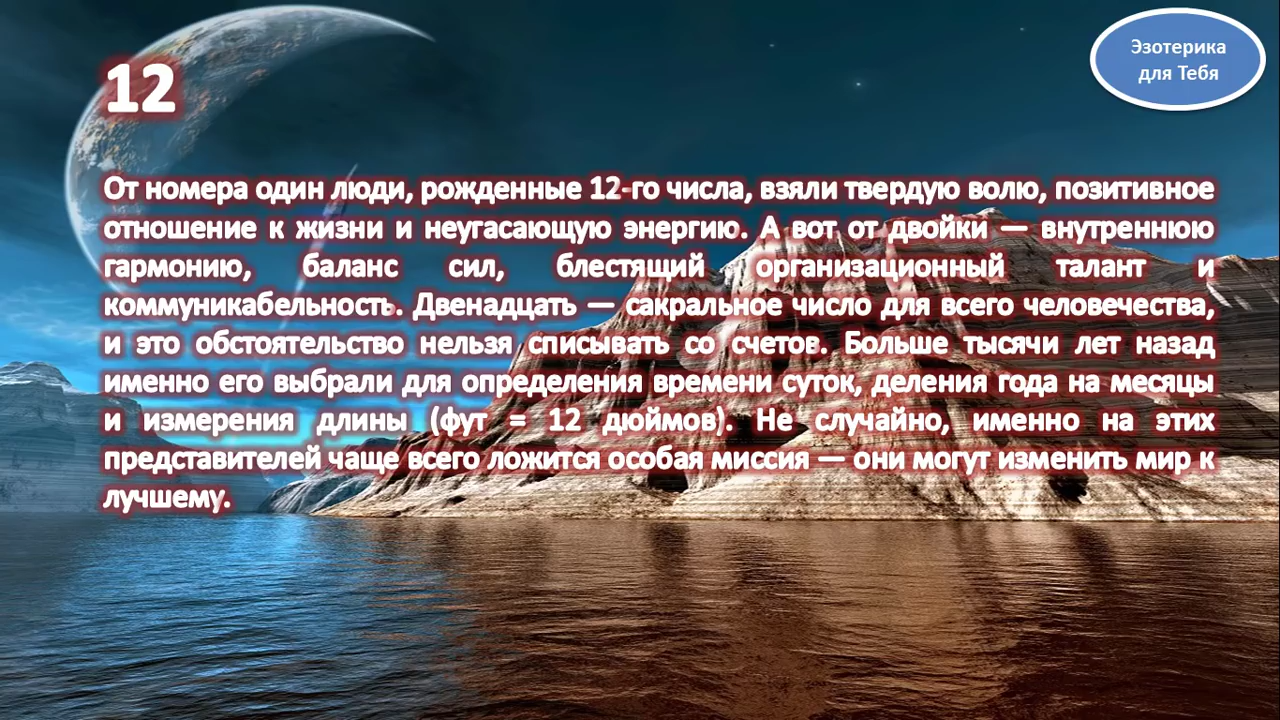 Эзотерика
для Тебя
12
От номера один люди, рожденные 12-го числа, взяли твердую волю, позитивное
отношение к жизни и неугасающую энергию. А вот от двойки — внутреннюю
гармонию, баланс сил, блестящий организационный талант и
коммуникабельность. Двенадцать — сакральное число для всего человечества,
и это обстоятельство нельзя списывать со счетов. Больше тысячи лет назад
именно его выбрали для определения времени суток, деления года на месяцы
и измерения длины (фут = 12 дюймов). Не случайно, именно на этих
представителей чаще всего ложится особая миссия — они могут изменить мир к
лучшему.